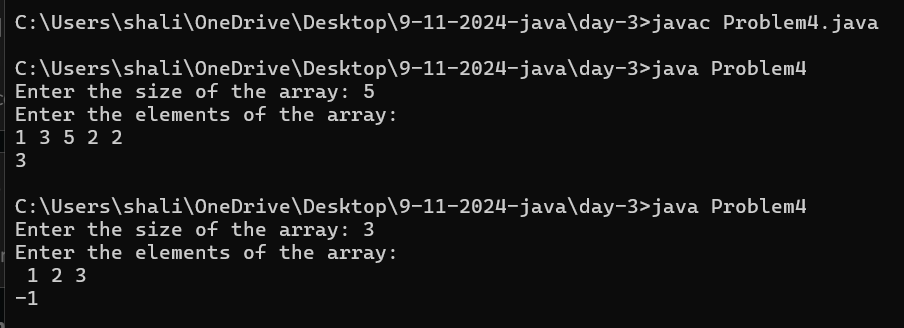 C:\Users\shali\OneDrive\Desktop\9-11-2024-java\day-3>javac Problem4.java
C:\Users\shali\OneDrive\Desktop\9-11-2024-java\day-3>java Problem4
Enter the size of the array: 5
Enter the elements of the array:
1 3 5 2 2
3
C:\Users\shali\OneDrive\Desktop\9-11-2024-java\day-3>java Problem4
Enter the size of the array: 3
Enter the elements of the array:
 1 2 3
-1